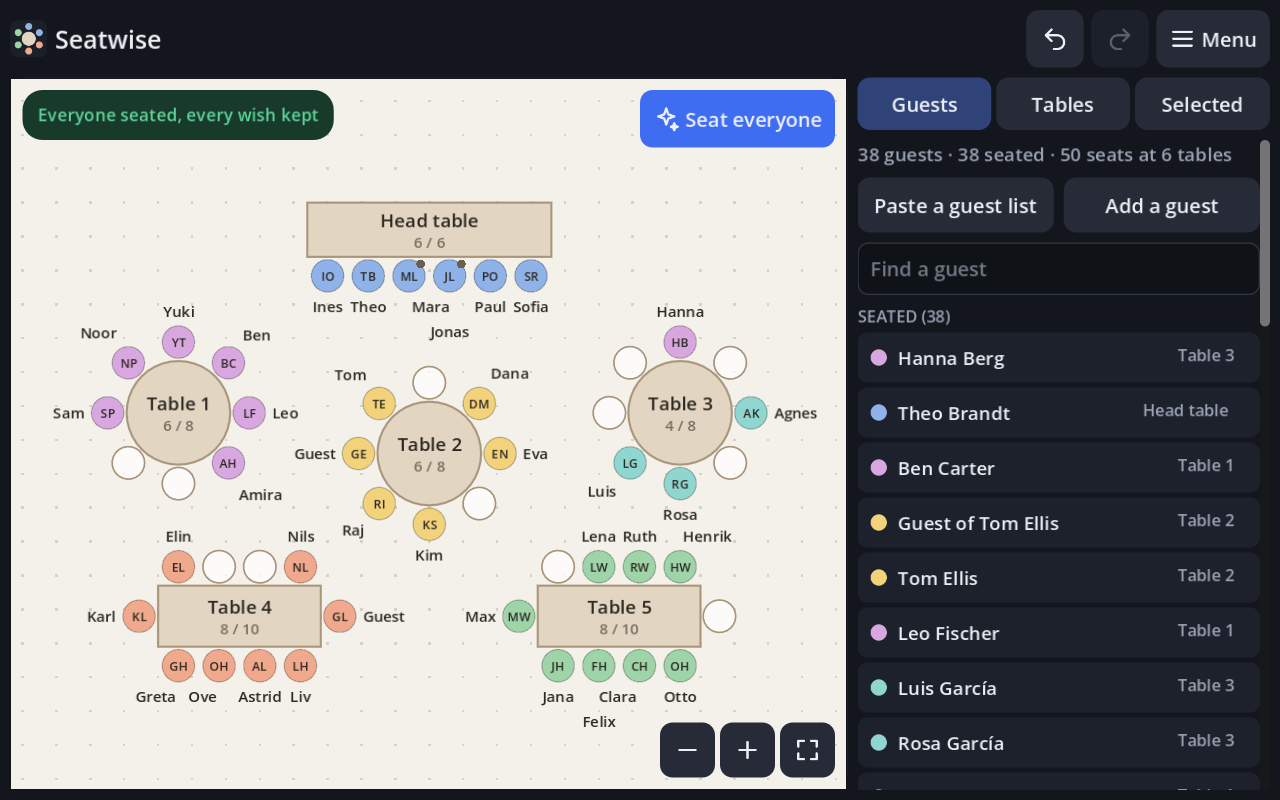 Seatwise
Menu
Everyone seated, every wish kept
Seat everyone
Guests
Tables
Selected
38 guests · 38 seated · 50 seats at 6 tables
Paste a guest list
Add a guest
Find a guest
SEATED (38)
Hanna Berg
Table 3
Theo Brandt
Head table
Ben Carter
Table 1
Guest of Tom Ellis
Table 2
Tom Ellis
Table 2
Leo Fischer
Table 1
Luis García
Table 3
Rosa García
Table 3
Head table
6 / 6
IO
TB
ML
JL
PO
SR
Ines
Theo
Mara
Paul
Sofia
Jonas
Yuki
Noor
Ben
YT
NP
BC
Sam
SP
Table 1
6 / 8
LF
Leo
AH
Amira
Tom
Dana
TE
DM
Guest
GE
Table 2
6 / 8
EN
Eva
RI
Raj
KS
Kim
Hanna
HB
Table 3
4 / 8
AK
Agnes
LG
Luis
RG
Rosa
Elin
Nils
EL
NL
Karl
KL
Table 4
8 / 10
GL
Guest
GH
OH
AL
LH
Greta
Ove
Astrid
Liv
Lena
Ruth
Henrik
LW
RW
HW
Max
MW
Table 5
8 / 10
JH
FH
CH
OH
Jana
Clara
Otto
Felix